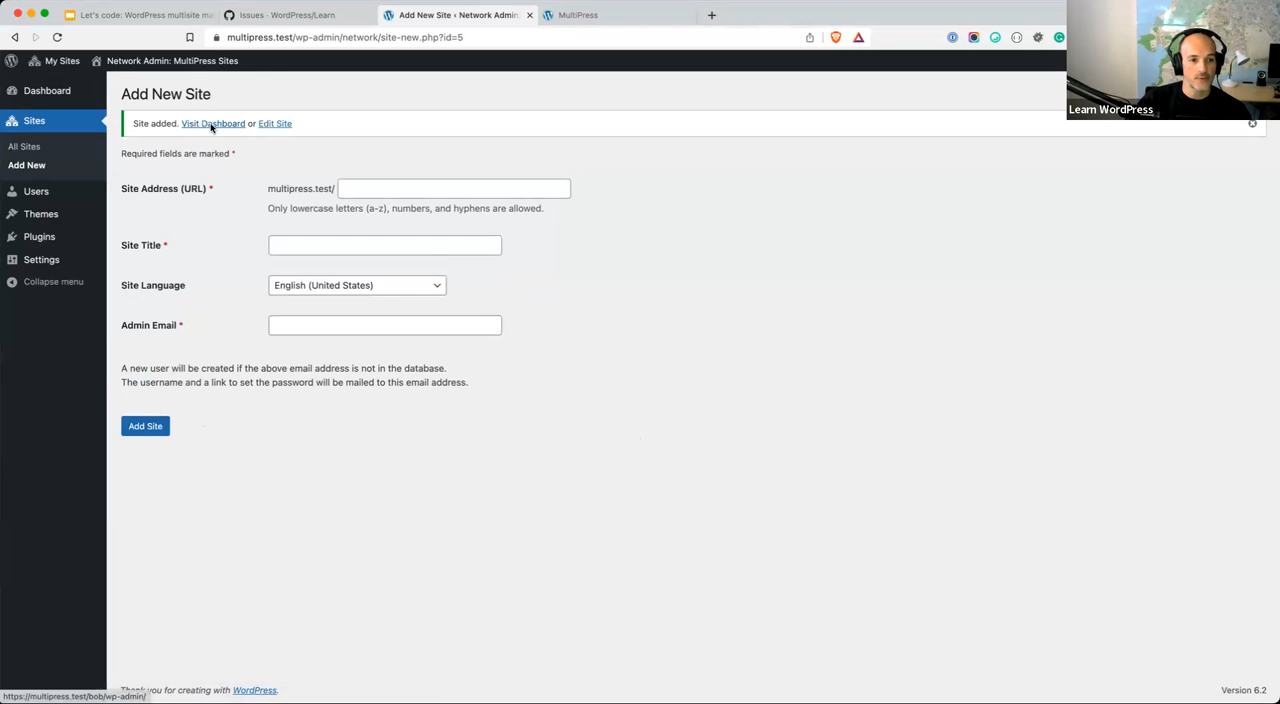 Let's code: WordPress multisite ma
Issues · WordPress/Learn
Add New Site ‹ Network Admin
MultiPress
multipress.test/wp-admin/network/site-new.php?id=5
My Sites
Network Admin: MultiPress Sites
Learn WordPress
Dashboard
Sites
All Sites
Add New
Users
Themes
Plugins
Settings
Collapse menu
Add New Site
Site added. Visit Dashboard or Edit Site
Required fields are marked *
Site Address (URL) * multipress.test/
Only lowercase letters (a-z), numbers, and hyphens are allowed.
Site Title *
Site Language English (United States)
Admin Email *
A new user will be created if the above email address is not in the database.
The username and a link to set the password will be mailed to this email address.
Add Site
https://multipress.test/bob/wp-admin/
Thank you for creating with WordPress.
Version 6.2